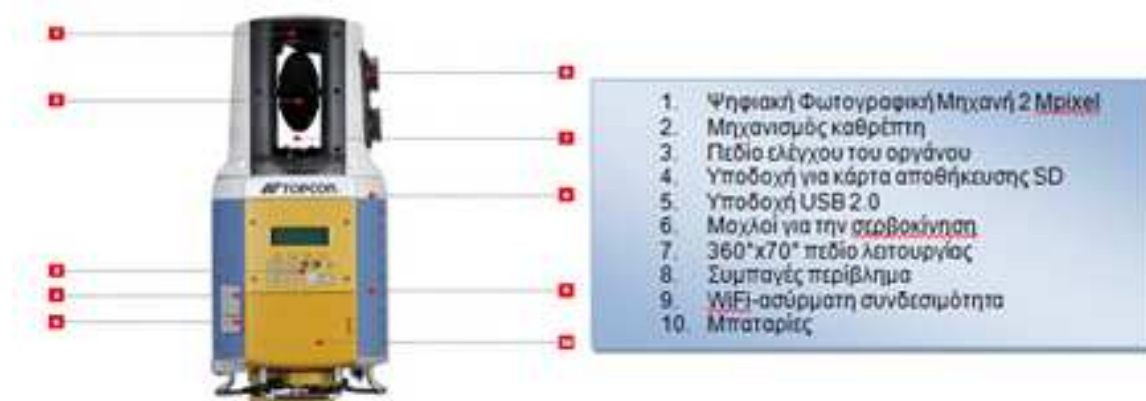 TOPCON
1. Ψηφιακή Φωτογραφική Μηχανή 2 Mpixel
2. Μηχανισμός καθρέπτη
3. Πεδίο ελέγχου του οργάνου
4. Υποδοχή για κάρτα αποθήκευσης SD
5. Υποδοχή USB 2.0
6. Μοχλοί για την σερβοκίνηση
7. 360°x70° πεδίο λειτουργίας
8. Συμπαγές περίβλημα
9. WiFi-ασύρματη συνδεσιμότητα
10. Μπαταρίες